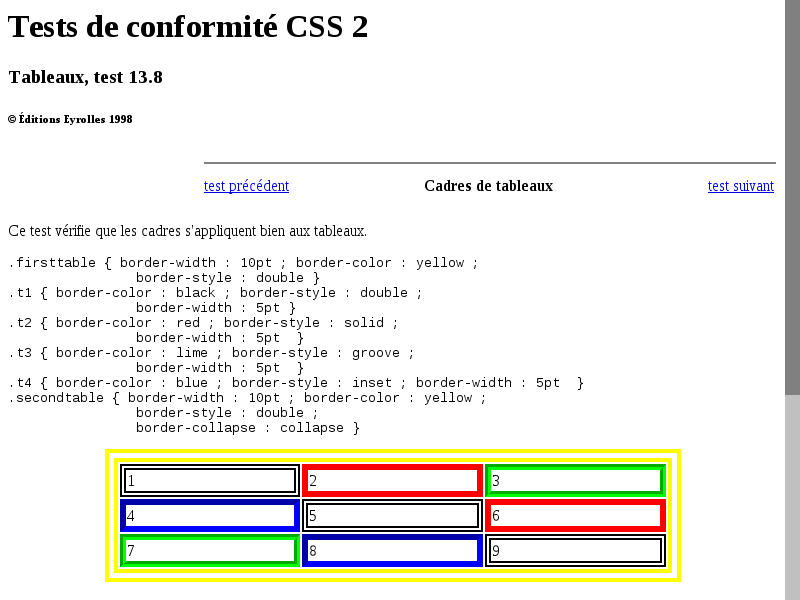 Tests de conformité CSS 2
Tableaux, test 13.8
© Éditions Eyrolles 1998
test précédent Cadres de tableaux test suivant
Ce test vérifie que les cadres s'appliquent bien aux tableaux.
.firsttable { border-width : 10pt ; border-color : yellow ;
border-style : double }
.t1 { border-color : black ; border-style : double ;
border-width : 5pt }
.t2 { border-color : red ; border-style : solid ;
border-width : 5pt  }
.t3 { border-color : lime ; border-style : groove ;
border-width : 5pt  }
.t4 { border-color : blue ; border-style : inset ; border-width : 5pt  }
.secondtable { border-width : 10pt ; border-color : yellow ;
border-style : double ;
border-collapse : collapse }
1 2 3
4 5 6
7 8 9